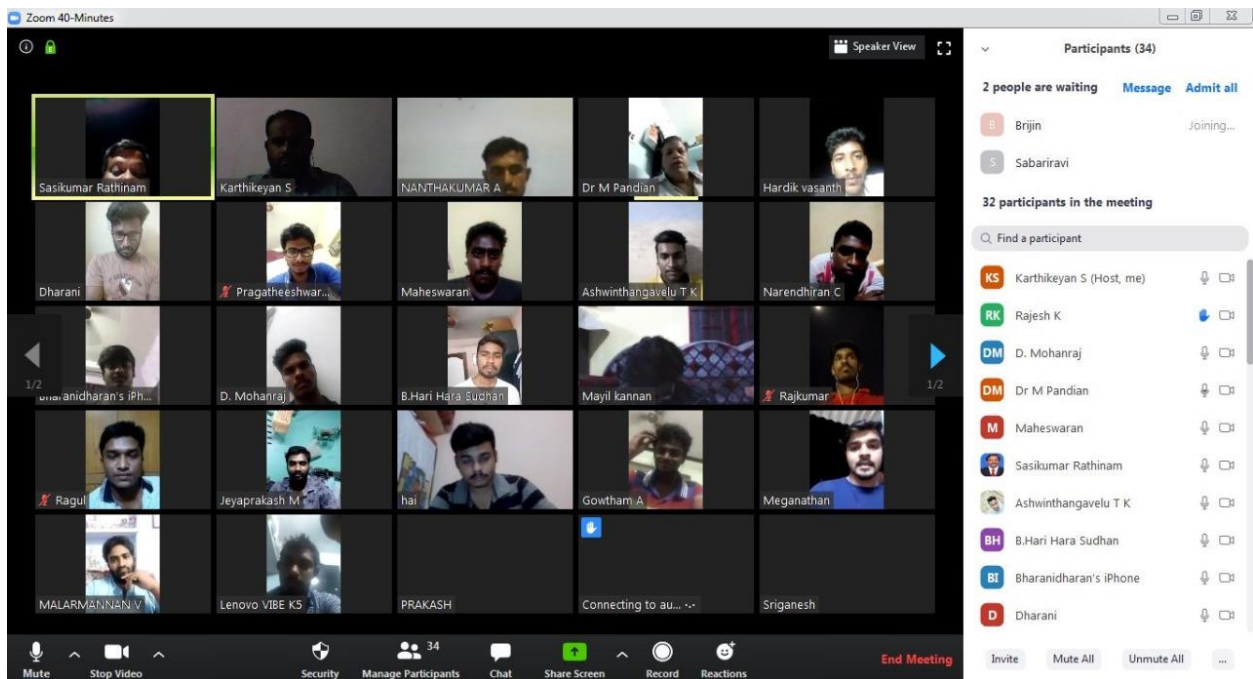 Zoom 40-Minutes
Speaker View
Sasikumar Rathinam
Karthikeyan S
NANTHAKUMAR A
Dr M Pandian
Hardik vasanth
Dharani
Pragatheeshwar...
Maheswaran
Ashwinthangavelu T K
Narendhiran C
1/2
Bharanidharan's iPh...
D. Mohanraj
B.Hari Hara Sudhan
Mayil kannan
Rajkumar
1/2
Ragul
Jeyaprakash M
hai
Gowtham A
Meganathan
MALARMANNAN V
Lenovo VIBE K5
PRAKASH
Connecting to au...
Sriganesh
Mute
Stop Video
Security
34
Manage Participants
Chat
Share Screen
Record
Reactions
End Meeting
Participants (34)
2 people are waiting Message Admit all
B Brijin Joining...
S Sabariravi
32 participants in the meeting
Find a participant
KS Karthikeyan S (Host, me)
RK Rajesh K
DM D. Mohanraj
DM Dr M Pandian
M Maheswaran
Sasikumar Rathinam
Ashwinthangavelu T K
BH B.Hari Hara Sudhan
BI Bharanidharan's iPhone
D Dharani
Invite Mute All Unmute All ...